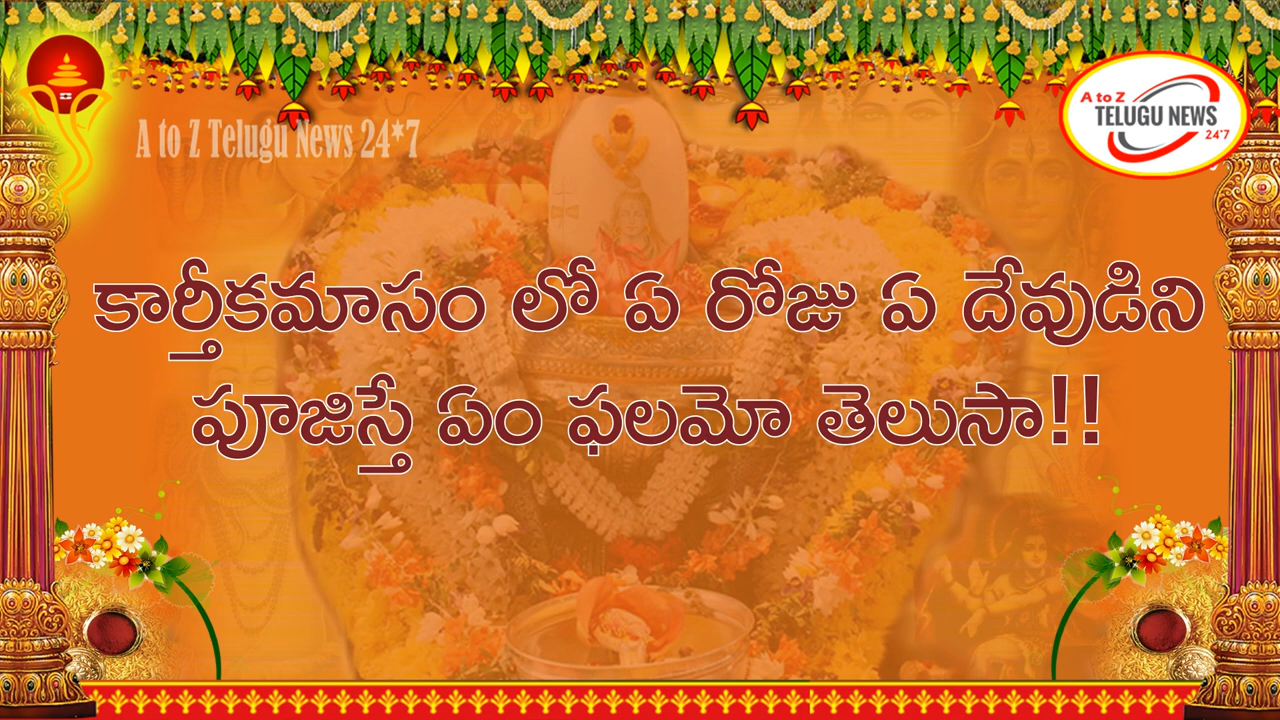 A to Z Telugu News 24*7
A to Z
TELUGU NEWS
24*7
కార్తీకమాసం లో ఏ రోజు ఏ దేవుడిని
పూజిస్తే ఏం ఫలమో తెలుసా!!